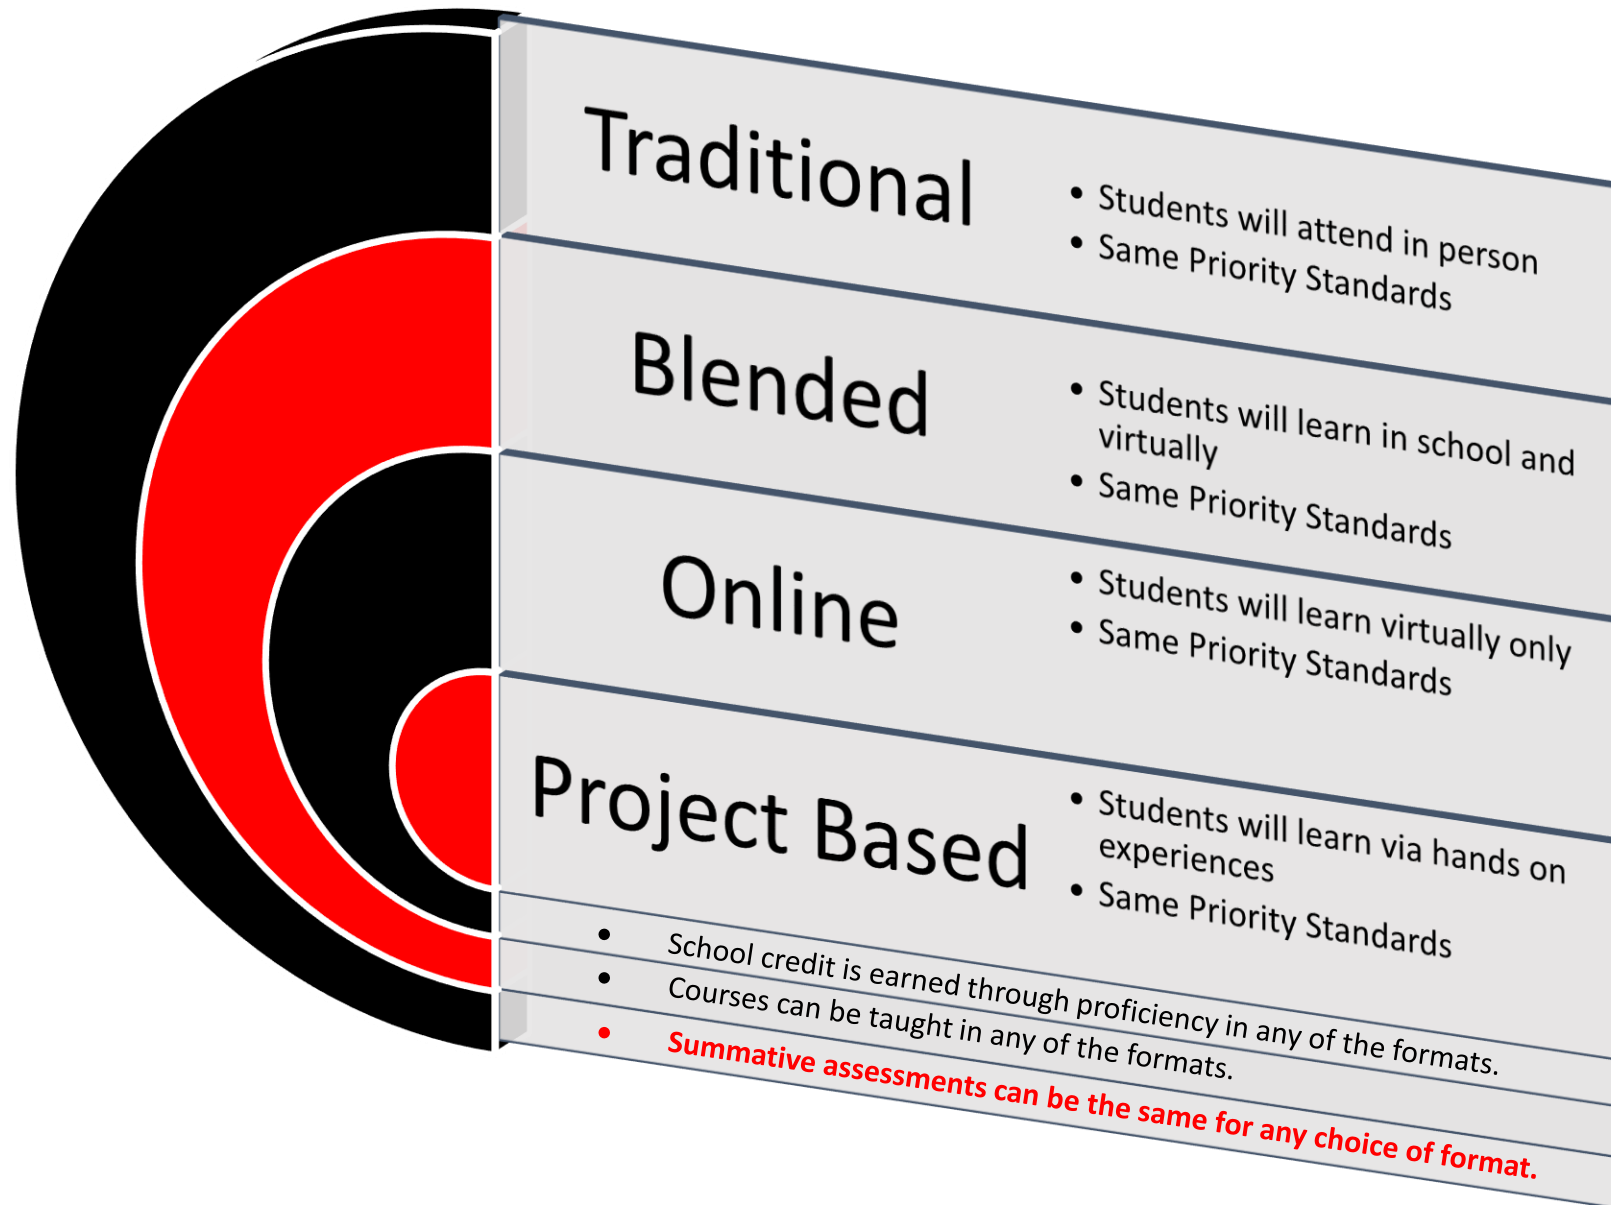 Traditional
• Students will attend in person
• Same Priority Standards
Blended
• Students will learn in school and
virtually
• Same Priority Standards
Online
• Students will learn virtually only
• Same Priority Standards
Project Based
• Students will learn via hands on
experiences
• Same Priority Standards
• School credit is earned through proficiency in any of the formats.
• Courses can be taught in any of the formats.
• Summative assessments can be the same for any choice of format.